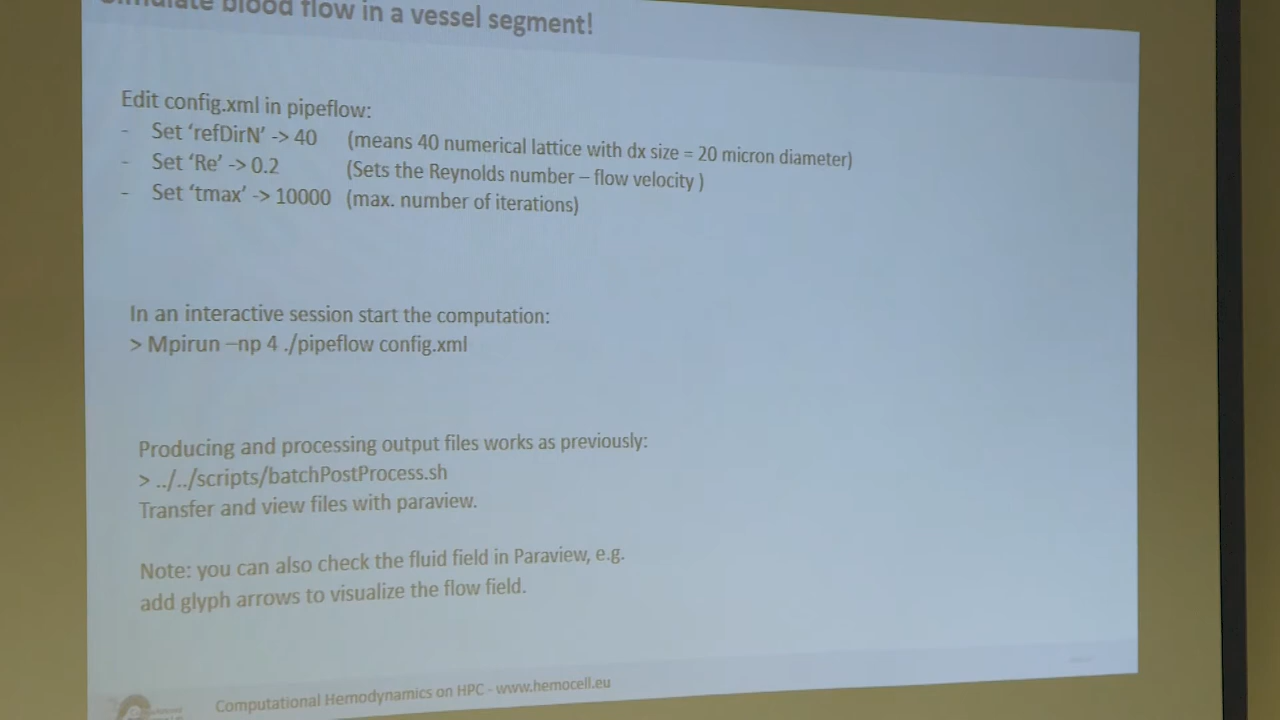 Simulate blood flow in a vessel segment!
Edit config.xml in pipeflow:
- Set ‘refDirN’ -> 40 (means 40 numerical lattice with dx size = 20 micron diameter)
- Set ‘Re’ -> 0.2 (Sets the Reynolds number – flow velocity )
- Set ‘tmax’ -> 10000 (max. number of iterations)
In an interactive session start the computation:
> Mpirun –np 4 ./pipeflow config.xml
Producing and processing output files works as previously:
> ../../scripts/batchPostProcess.sh
Transfer and view files with paraview.
Note: you can also check the fluid field in Paraview, e.g.
add glyph arrows to visualize the flow field.
Computational Hemodynamics on HPC - www.hemocell.eu